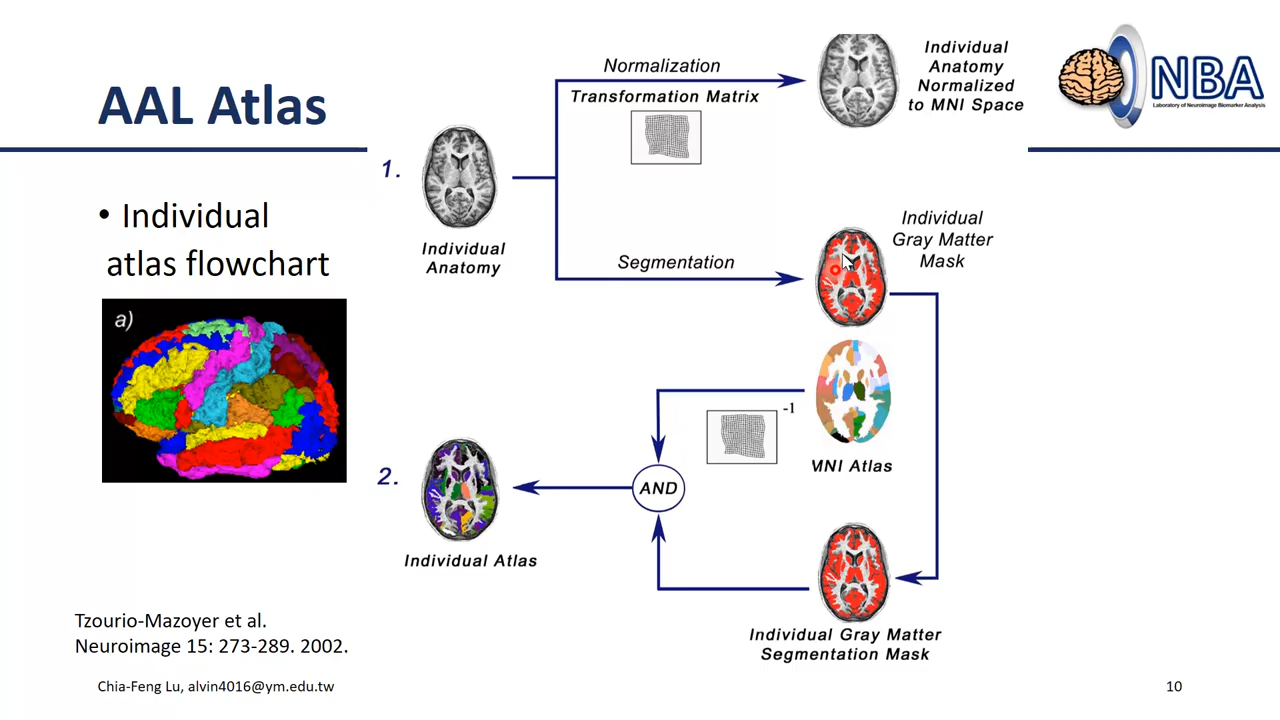 AAL Atlas
• Individual
atlas flowchart
a)
1.
Individual
Anatomy
Normalization
Transformation Matrix
Individual
Anatomy
Normalized
to MNI Space
NBA
Laboratory of Neuroimage Biomarker Analysis
Segmentation
Individual
Gray Matter
Mask
-1
MNI Atlas
2.
AND
Individual Atlas
Individual Gray Matter
Segmentation Mask
Tzourio-Mazoyer et al.
Neuroimage 15: 273-289. 2002.
Chia-Feng Lu, alvin4016@ym.edu.tw
10